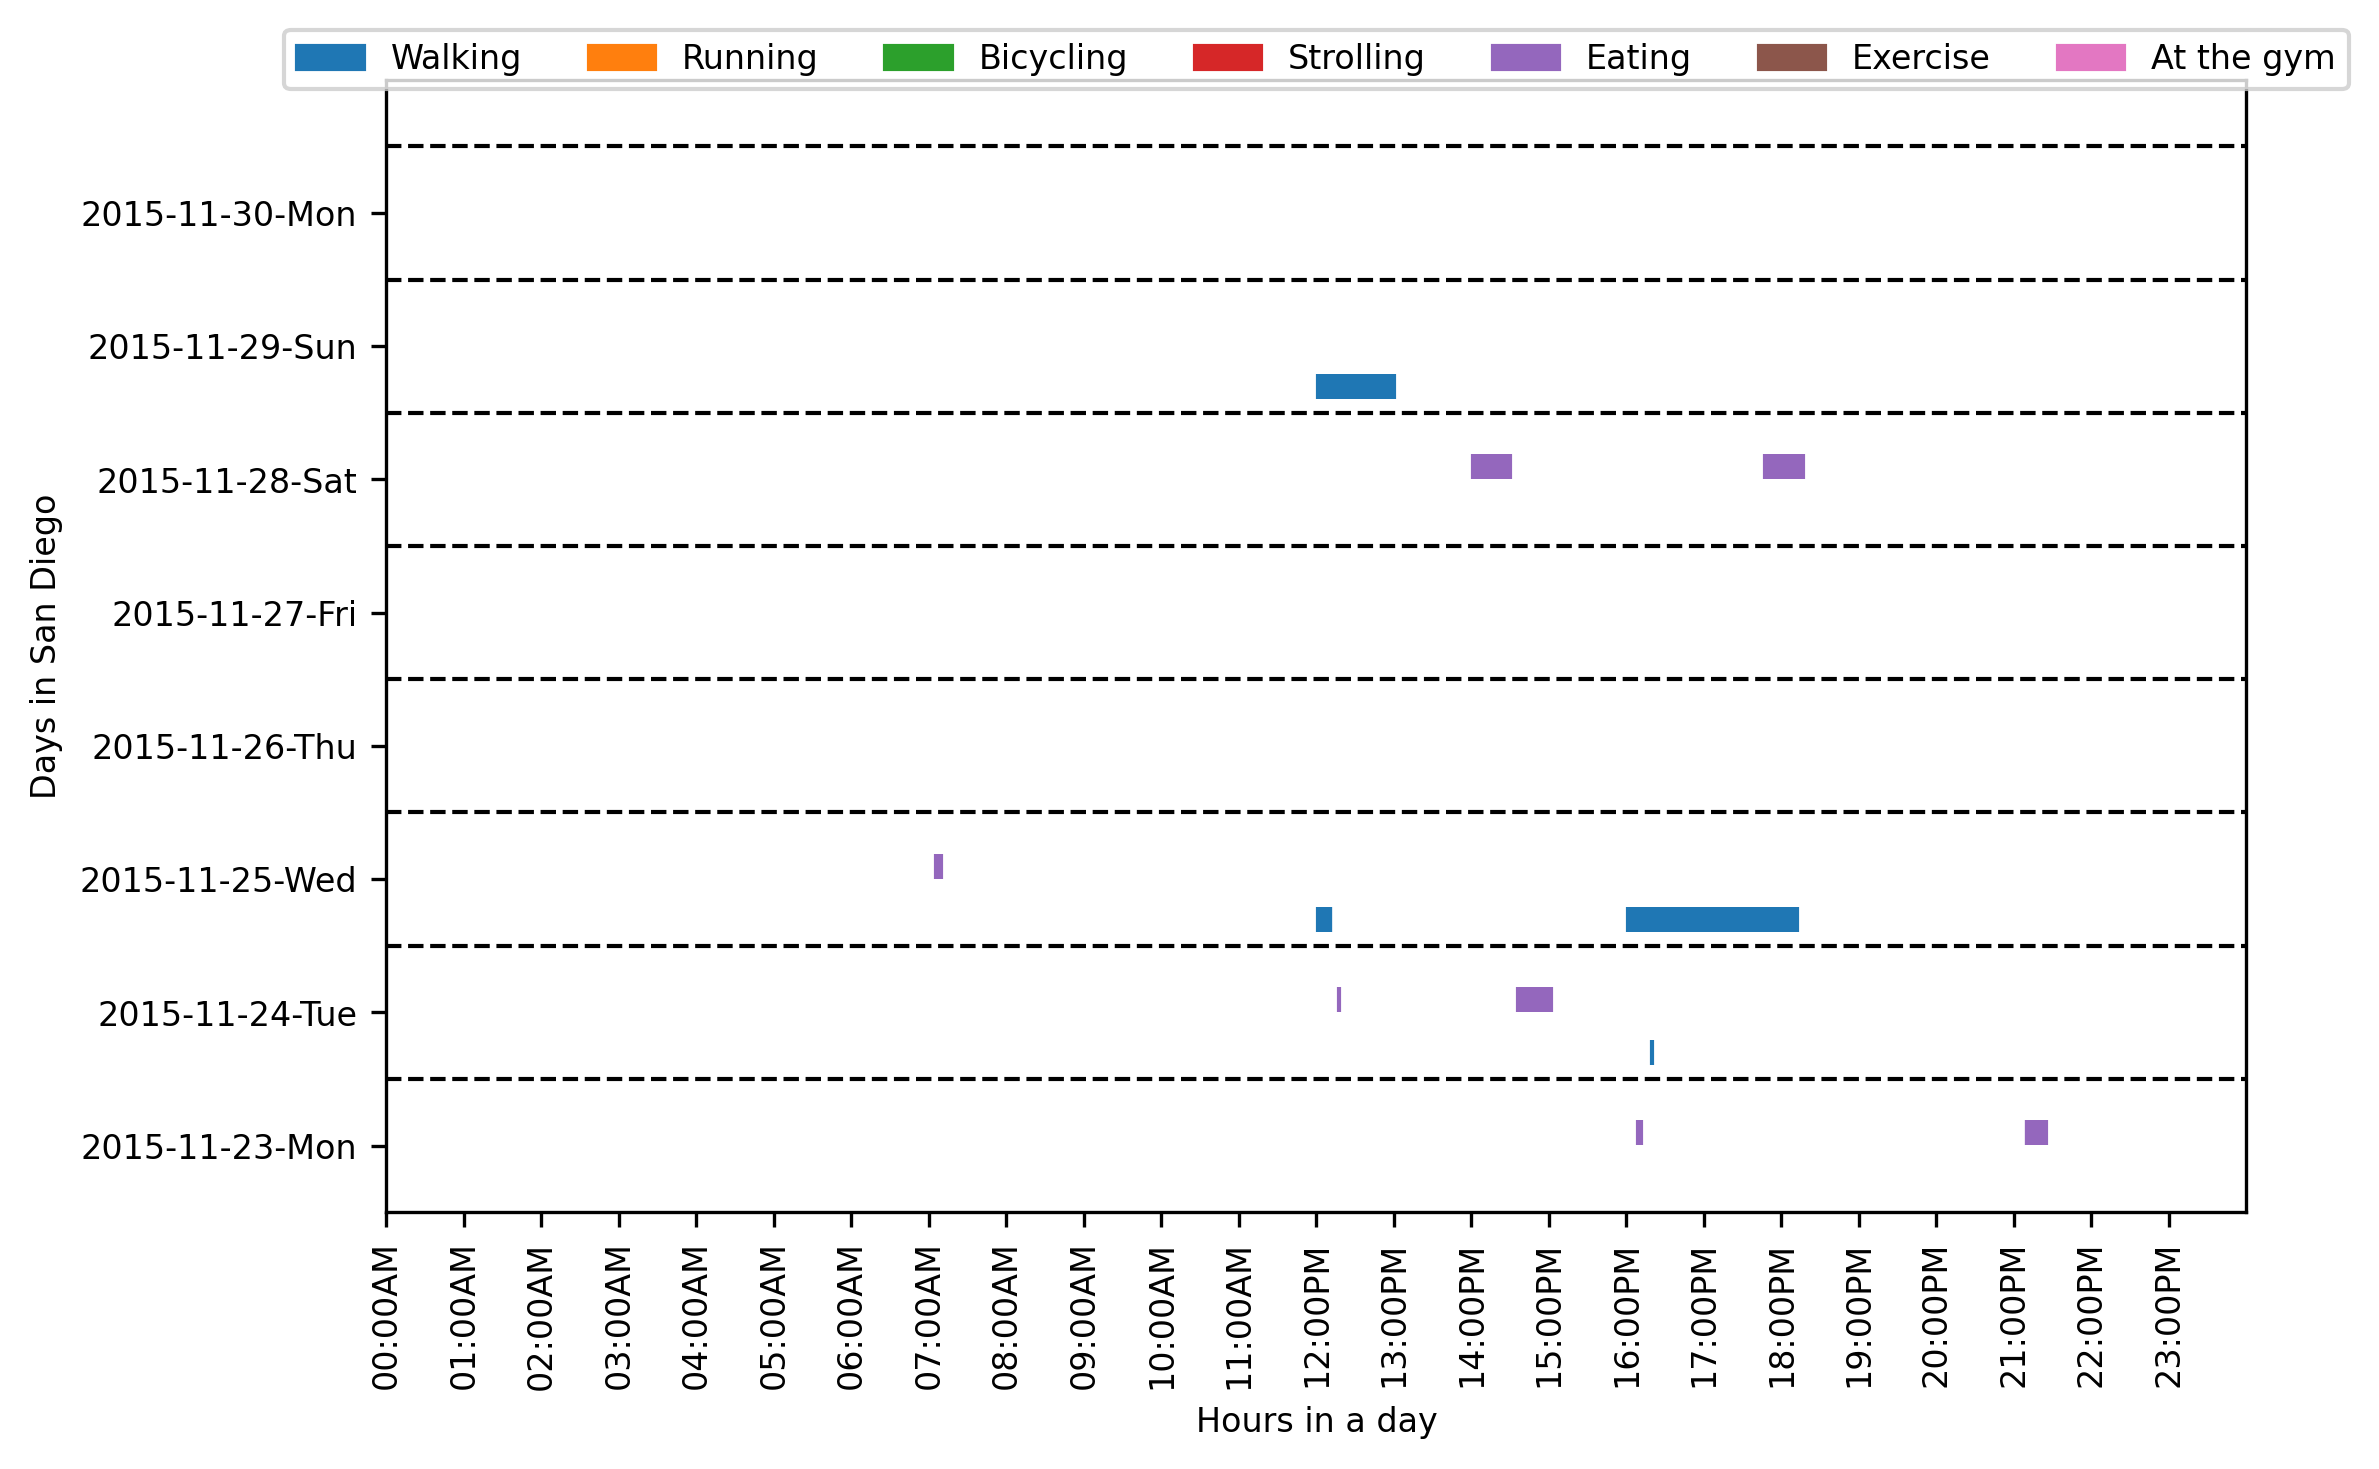 Walking Running Bicycling Strolling Eating Exercise At the gym
2015-11-30-Mon
2015-11-29-Sun
2015-11-28-Sat
2015-11-27-Fri
2015-11-26-Thu
2015-11-25-Wed
2015-11-24-Tue
2015-11-23-Mon
Days in San Diego
00:00AM
01:00AM
02:00AM
03:00AM
04:00AM
05:00AM
06:00AM
07:00AM
08:00AM
09:00AM
10:00AM
11:00AM
12:00PM
13:00PM
14:00PM
15:00PM
16:00PM
17:00PM
18:00PM
19:00PM
20:00PM
21:00PM
22:00PM
23:00PM
Hours in a day